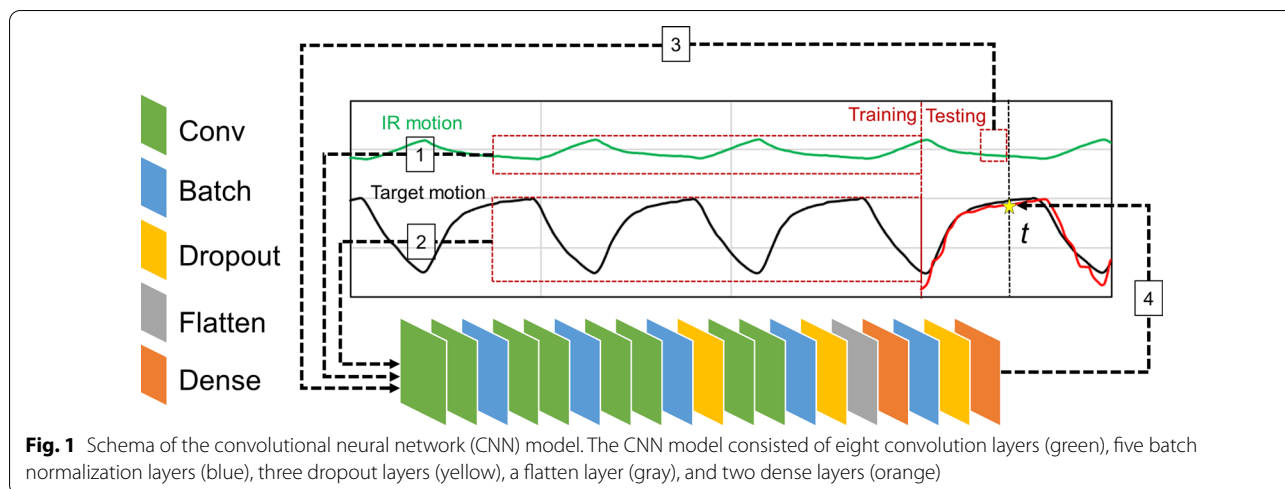 3
Training Testing
IR motion
1
Target motion
2
t
4
Conv
Batch
Dropout
Flatten
Dense
Fig. 1 Schema of the convolutional neural network (CNN) model. The CNN model consisted of eight convolution layers (green), five batch
normalization layers (blue), three dropout layers (yellow), a flatten layer (gray), and two dense layers (orange)